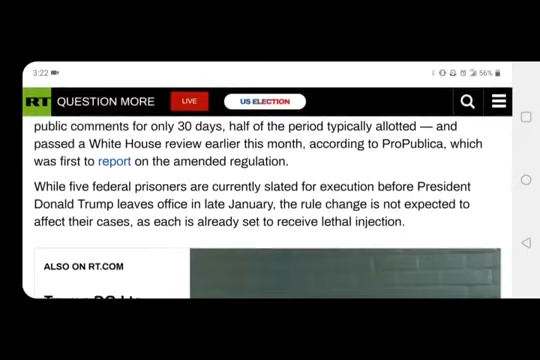 3:22
56%
RT QUESTION MORE LIVE US ELECTION
public comments for only 30 days, half of the period typically allotted — and
passed a White House review earlier this month, according to ProPublica, which
was first to report on the amended regulation.
While five federal prisoners are currently slated for execution before President
Donald Trump leaves office in late January, the rule change is not expected to
affect their cases, as each is already set to receive lethal injection.
ALSO ON RT.COM